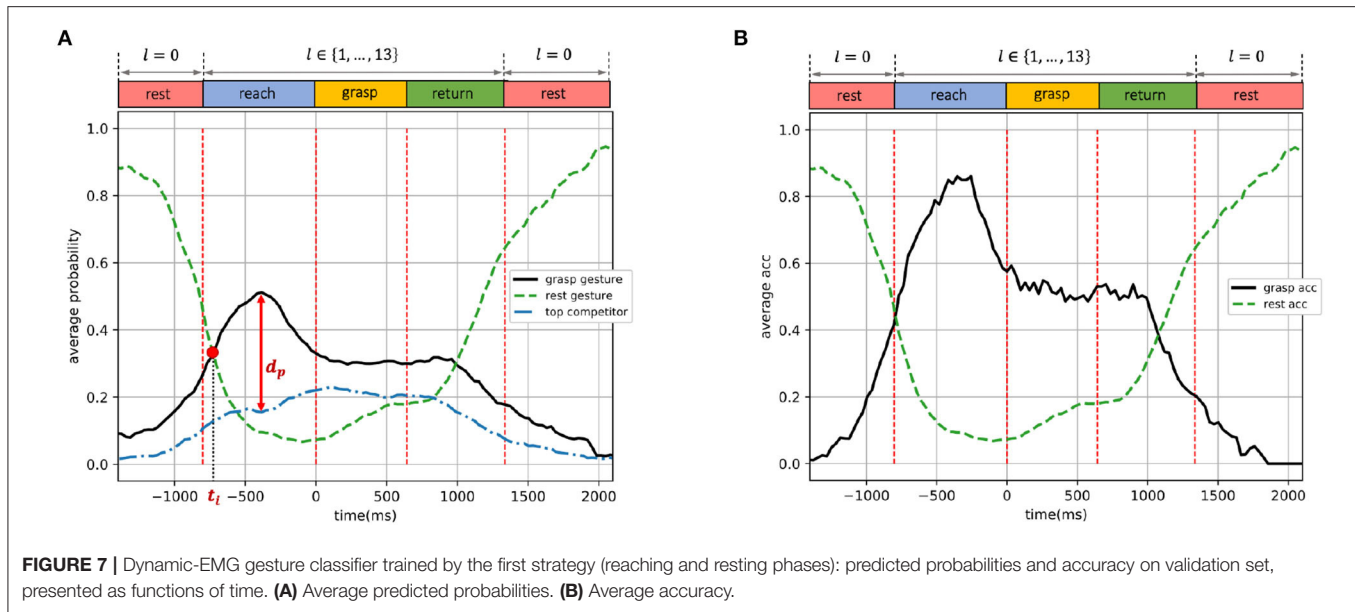 A
l = 0
l ∈ {1, … , 13}
l = 0
rest
reach
grasp
return
rest
1.0
0.8
0.6
0.4
0.2
0.0
average probability
grasp gesture
rest gesture
top competitor
d_p
−1000
−500
0
500
1000
1500
2000
t_i
time(ms)
B
l = 0
l ∈ {1, … , 13}
l = 0
rest
reach
grasp
return
rest
1.0
0.8
0.6
0.4
0.2
0.0
average acc
grasp acc
rest acc
−1000
−500
0
500
1000
1500
2000
time(ms)
FIGURE 7 | Dynamic-EMG gesture classifier trained by the first strategy (reaching and resting phases): predicted probabilities and accuracy on validation set,
presented as functions of time. (A) Average predicted probabilities. (B) Average accuracy.